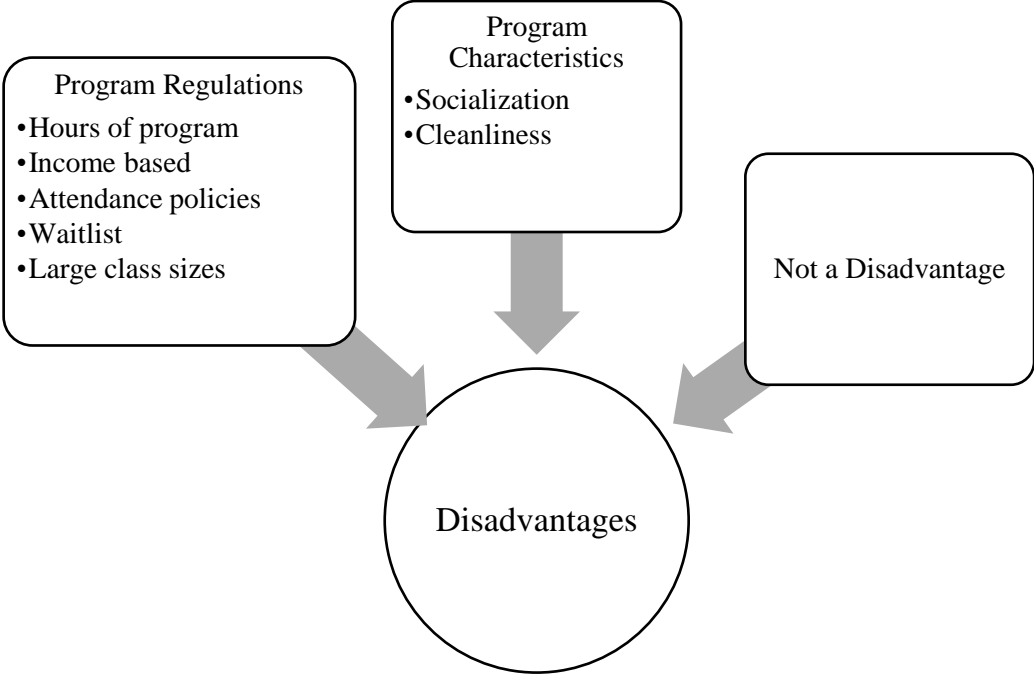 Program Regulations
•Hours of program
•Income based
•Attendance policies
•Waitlist
•Large class sizes
Program
Characteristics
•Socialization
•Cleanliness
Not a Disadvantage
Disadvantages